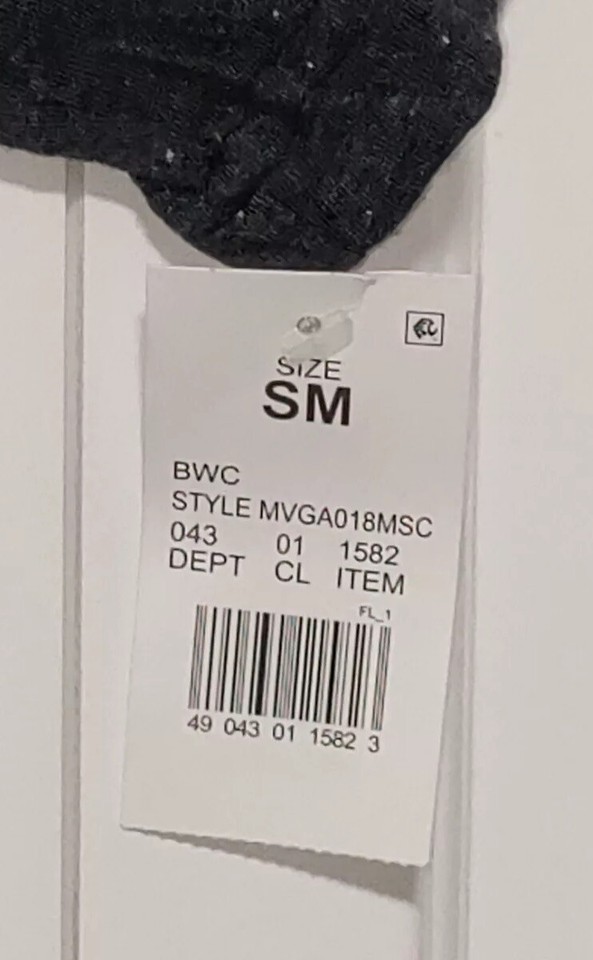 SIZE
SM
BWC
STYLE MVGA018MSC
043 01 1582
DEPT CL ITEM
FL_1
49 043 01 1582 3